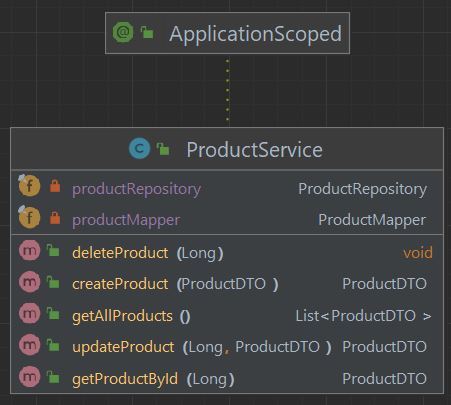 @ ApplicationScoped
C ProductService
f productRepository ProductRepository
f productMapper ProductMapper
m deleteProduct (Long) void
m createProduct (ProductDTO ) ProductDTO
m getAllProducts () List<ProductDTO >
m updateProduct (Long, ProductDTO ) ProductDTO
m getProductById (Long) ProductDTO